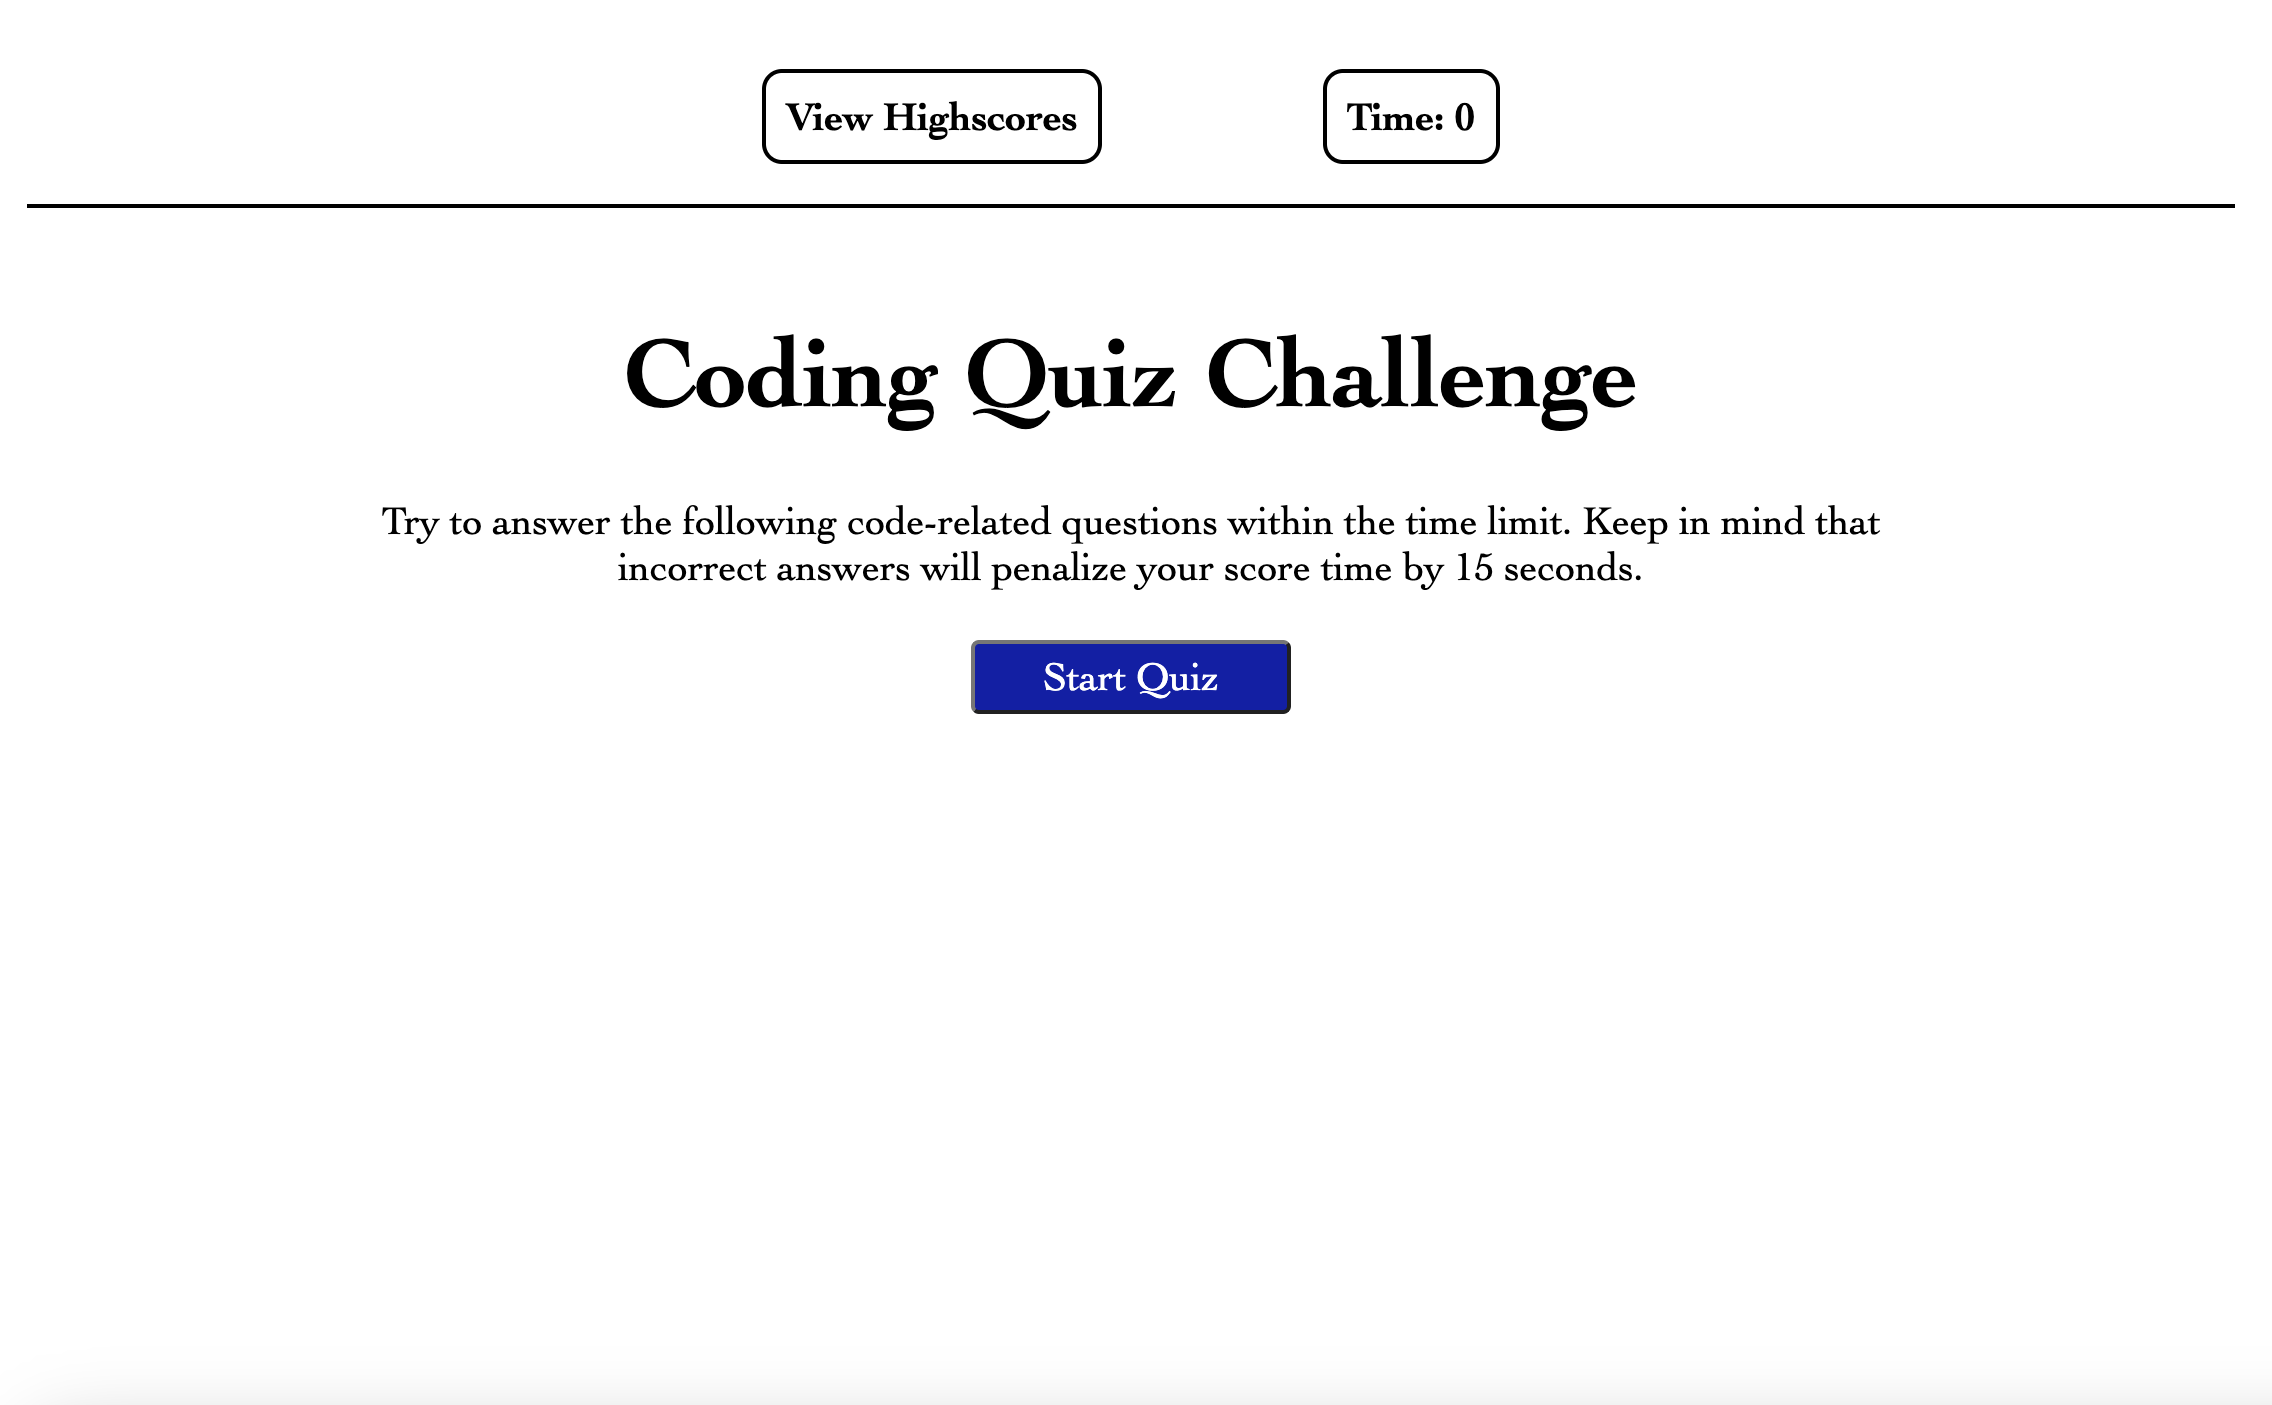 View Highscores
Time: 0
Coding Quiz Challenge
Try to answer the following code-related questions within the time limit. Keep in mind that
incorrect answers will penalize your score time by 15 seconds.
Start Quiz